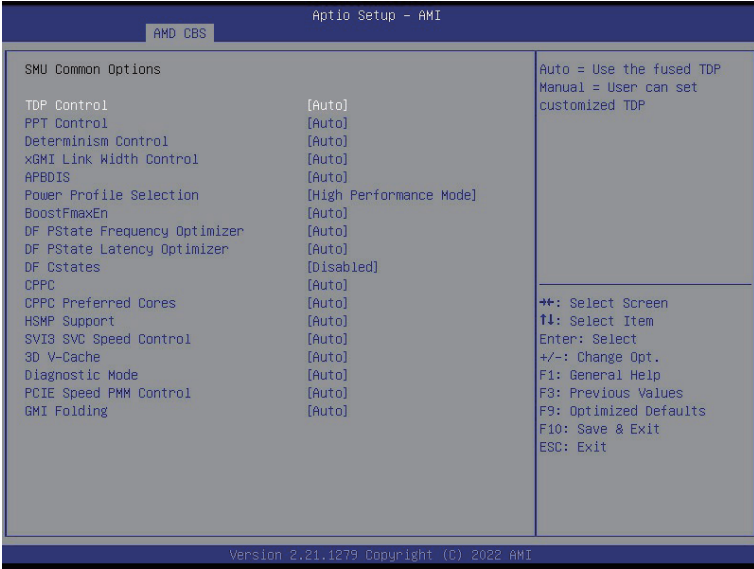 Aptio Setup – AMI
AMD CBS
SMU Common Options
TDP Control [Auto]
PPT Control [Auto]
Determinism Control [Auto]
xGMI Link Width Control [Auto]
APBDIS [Auto]
Power Profile Selection [High Performance Mode]
BoostFmaxEn [Auto]
DF PState Frequency Optimizer [Auto]
DF PState Latency Optimizer [Auto]
DF Cstates [Disabled]
CPPC [Auto]
CPPC Preferred Cores [Auto]
HSMP Support [Auto]
SVI3 SVC Speed Control [Auto]
3D V-Cache [Auto]
Diagnostic Mode [Auto]
PCIE Speed PMM Control [Auto]
GMI Folding [Auto]
Auto = Use the fused TDP
Manual = User can set
customized TDP
→←: Select Screen
↑↓: Select Item
Enter: Select
+/-: Change Opt.
F1: General Help
F3: Previous Values
F9: Optimized Defaults
F10: Save & Exit
ESC: Exit
Version 2.21.1279 Copyright (C) 2022 AMI